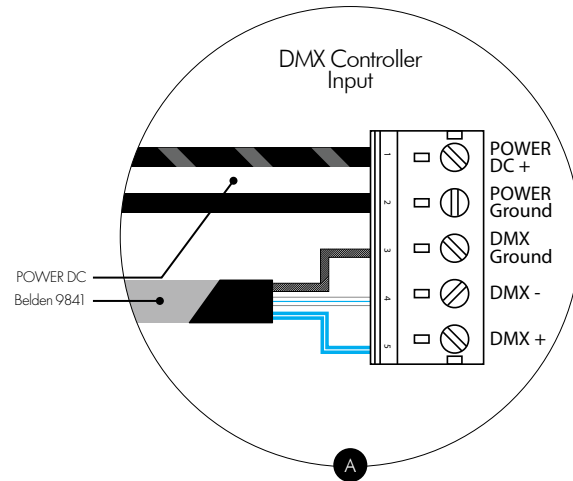 DMX Controller
Input
1
POWER
DC +
2
POWER
Ground
3
DMX
Ground
4
DMX -
5
DMX +
POWER DC
Belden 9841
A